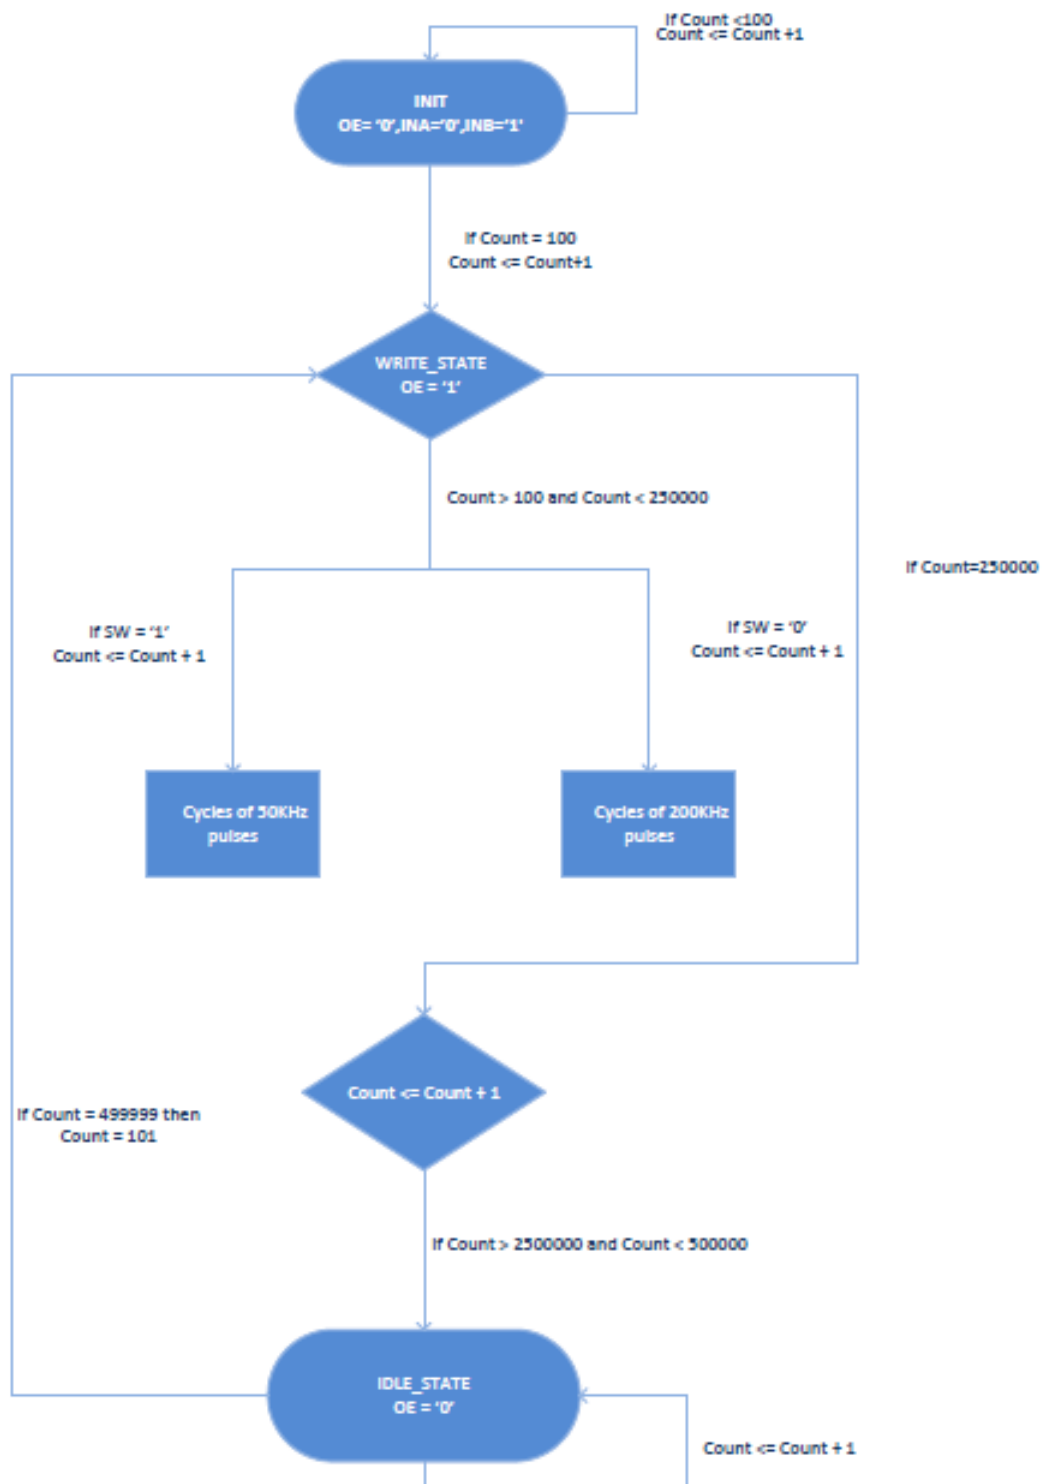 If Count <100
Count <= Count +1
INIT
OE= ‘0’,INA=‘0’,INB=‘1’
If Count = 100
Count <= Count+1
WRITE_STATE
OE = ‘1’
Count > 100 and Count < 250000
If Count=250000
If SW = ‘1’
Count <= Count + 1
If SW = ‘0’
Count <= Count + 1
Cycles of 50KHz
pulses
Cycles of 200KHz
pulses
Count <= Count + 1
If Count = 499999 then
Count = 101
If Count > 2500000 and Count < 500000
IDLE_STATE
OE = ‘0’
Count <= Count + 1